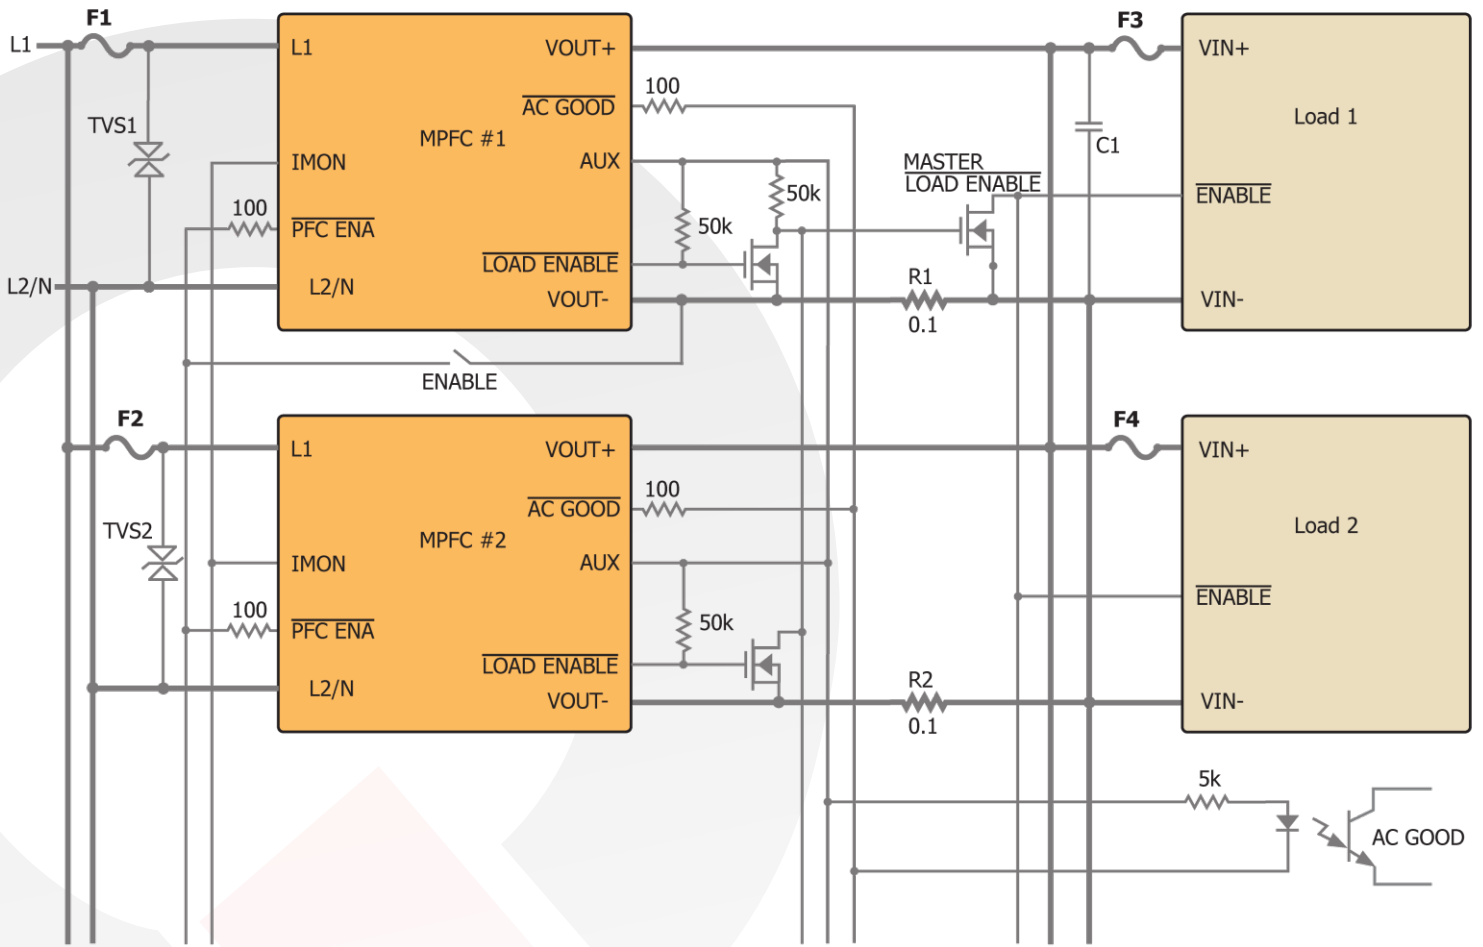 F1
F3
L1
L1
VOUT+
VIN+
100
AC GOOD
Load 1
TVS1
MPFC #1
C1
IMON
AUX
MASTER
LOAD ENABLE
50k
ENABLE
100
PFC ENA
50k
LOAD ENABLE
R1
L2/N
L2/N
VOUT-
VIN-
0.1
ENABLE
F2
F4
L1
VOUT+
VIN+
100
AC GOOD
Load 2
TVS2
MPFC #2
IMON
AUX
ENABLE
100
PFC ENA
50k
LOAD ENABLE
R2
L2/N
VOUT-
VIN-
0.1
5k
AC GOOD